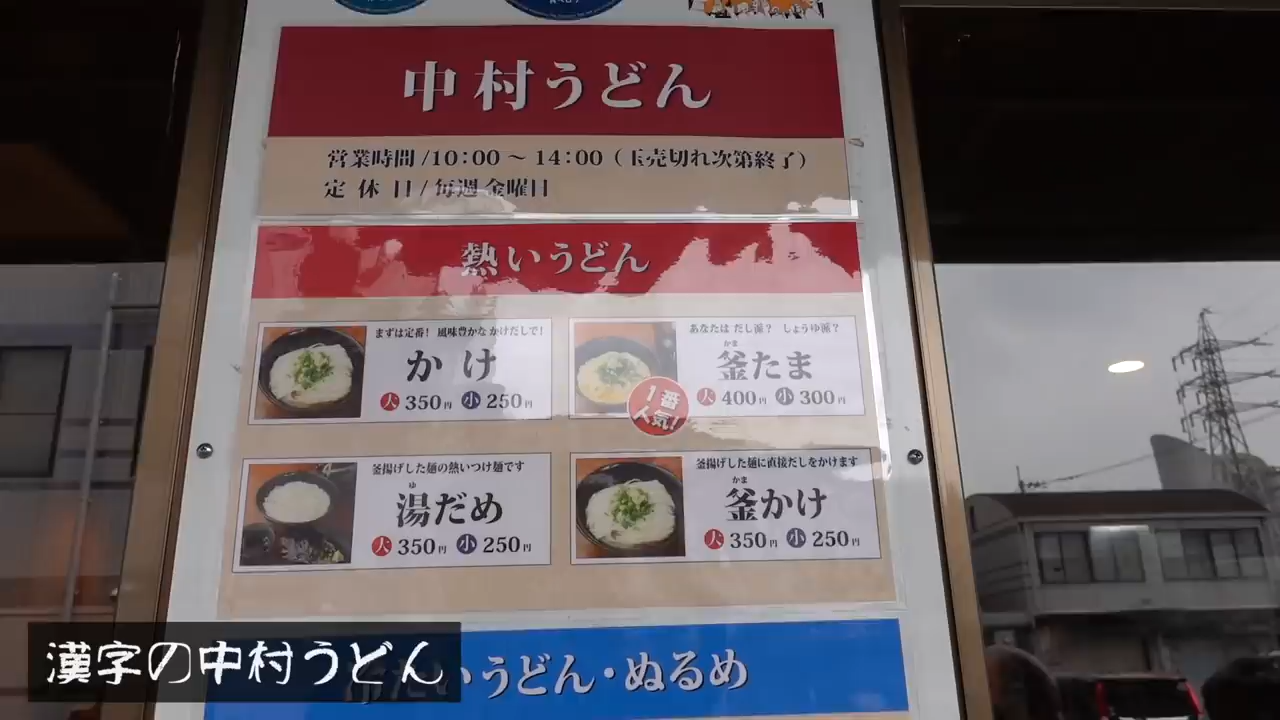 中村うどん
営業時間/10:00～14:00（玉売切れ次第終了）
定休日/毎週金曜日
熱いうどん
まずは定番！風味豊かなかけだしで！
かけ
大350円 小250円
あなたは だし派？ しょうゆ派？
かま
釜たま
大400円 小300円
1番人気！
釜揚げした麺の熱いつけ麺です
ゆ
湯だめ
大350円 小250円
釜揚げした麺に直接だしをかけます
かま
釜かけ
大350円 小250円
冷たいうどん・ぬるめ
漢字の中村うどん